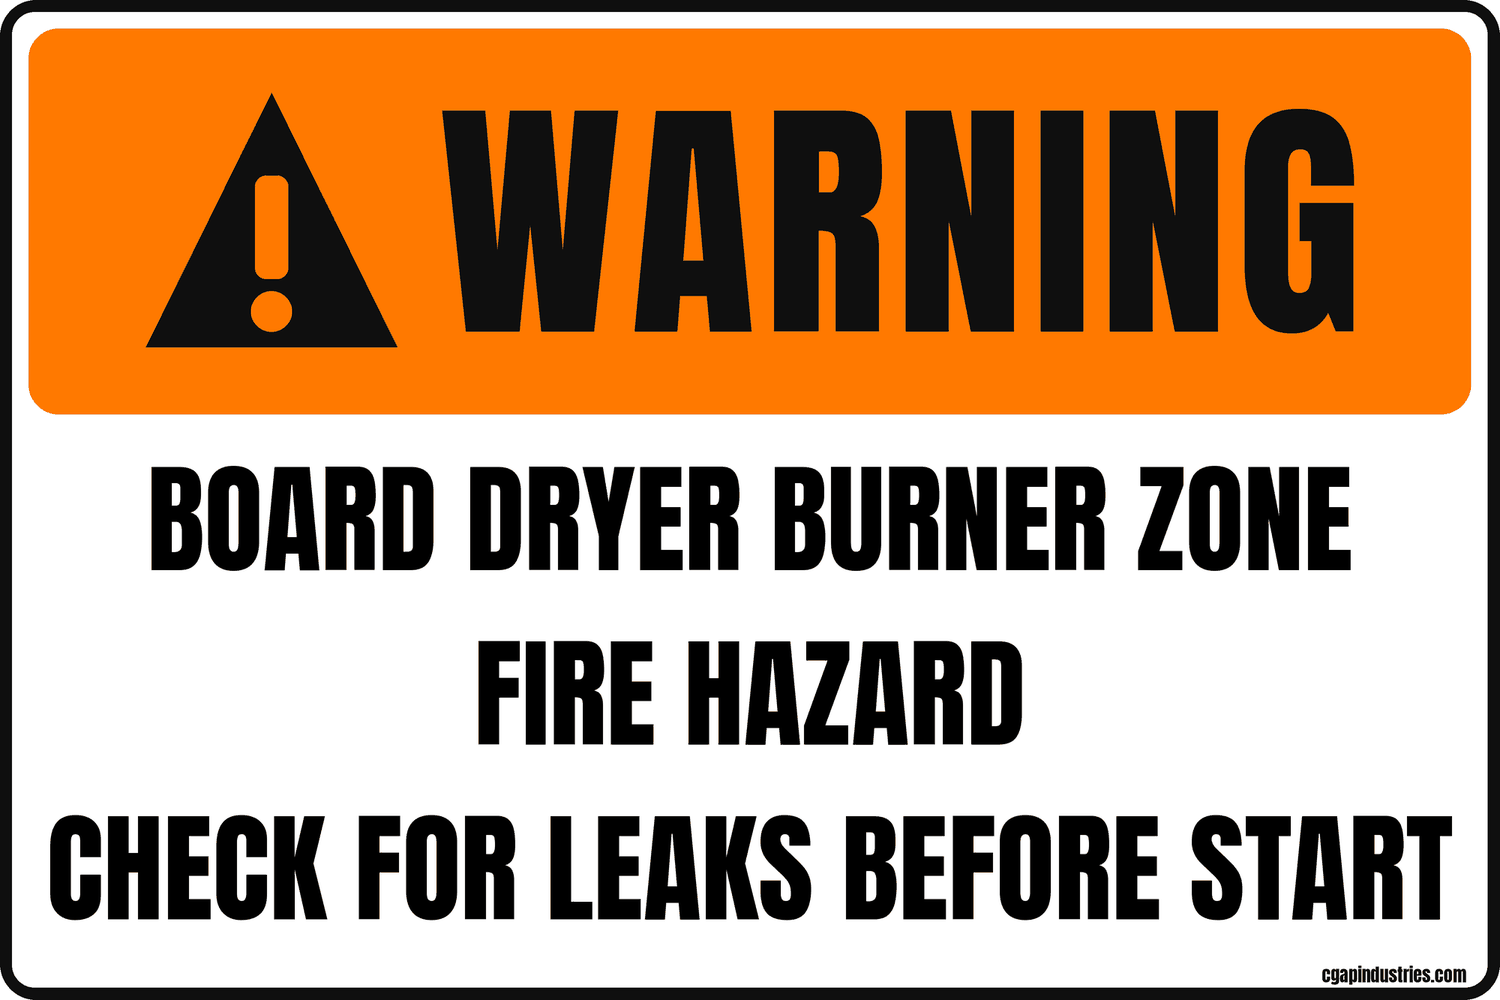 WARNING
BOARD DRYER BURNER ZONE
FIRE HAZARD
CHECK FOR LEAKS BEFORE START
cgapindustries.com